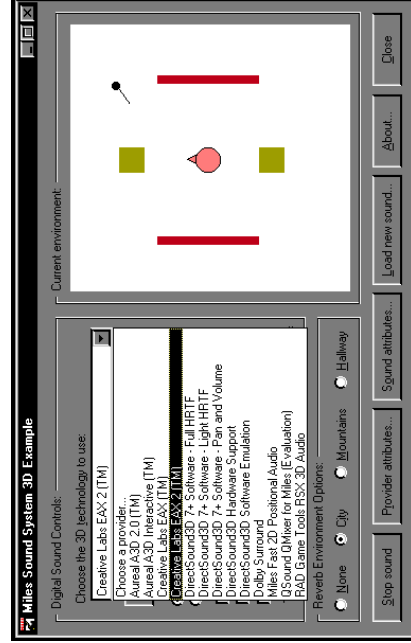 Miles Sound System 3D Example
Digital Sound Controls:
Choose the 3D technology to use:
Creative Labs EAX 2 (TM)
Choose a provider...
Aureal A3D 2.0 (TM)
Aureal A3D Interactive (TM)
Creative Labs EAX (TM)
Creative Labs EAX 2 (TM)
DirectSound3D 7+ Software - Full HRTF
DirectSound3D 7+ Software - Light HRTF
DirectSound3D 7+ Software - Pan and Volume
DirectSound3D Hardware Support
DirectSound3D Software Emulation
Dolby Surround
Miles Fast 2D Positional Audio
QSound QMixer for Miles (Evaluation)
RAD Game Tools RSX 3D Audio
Reverb Environment Options:
None City Mountains Hallway
Current environment:
Stop sound Provider attributes... Sound attributes... Load new sound... About... Close